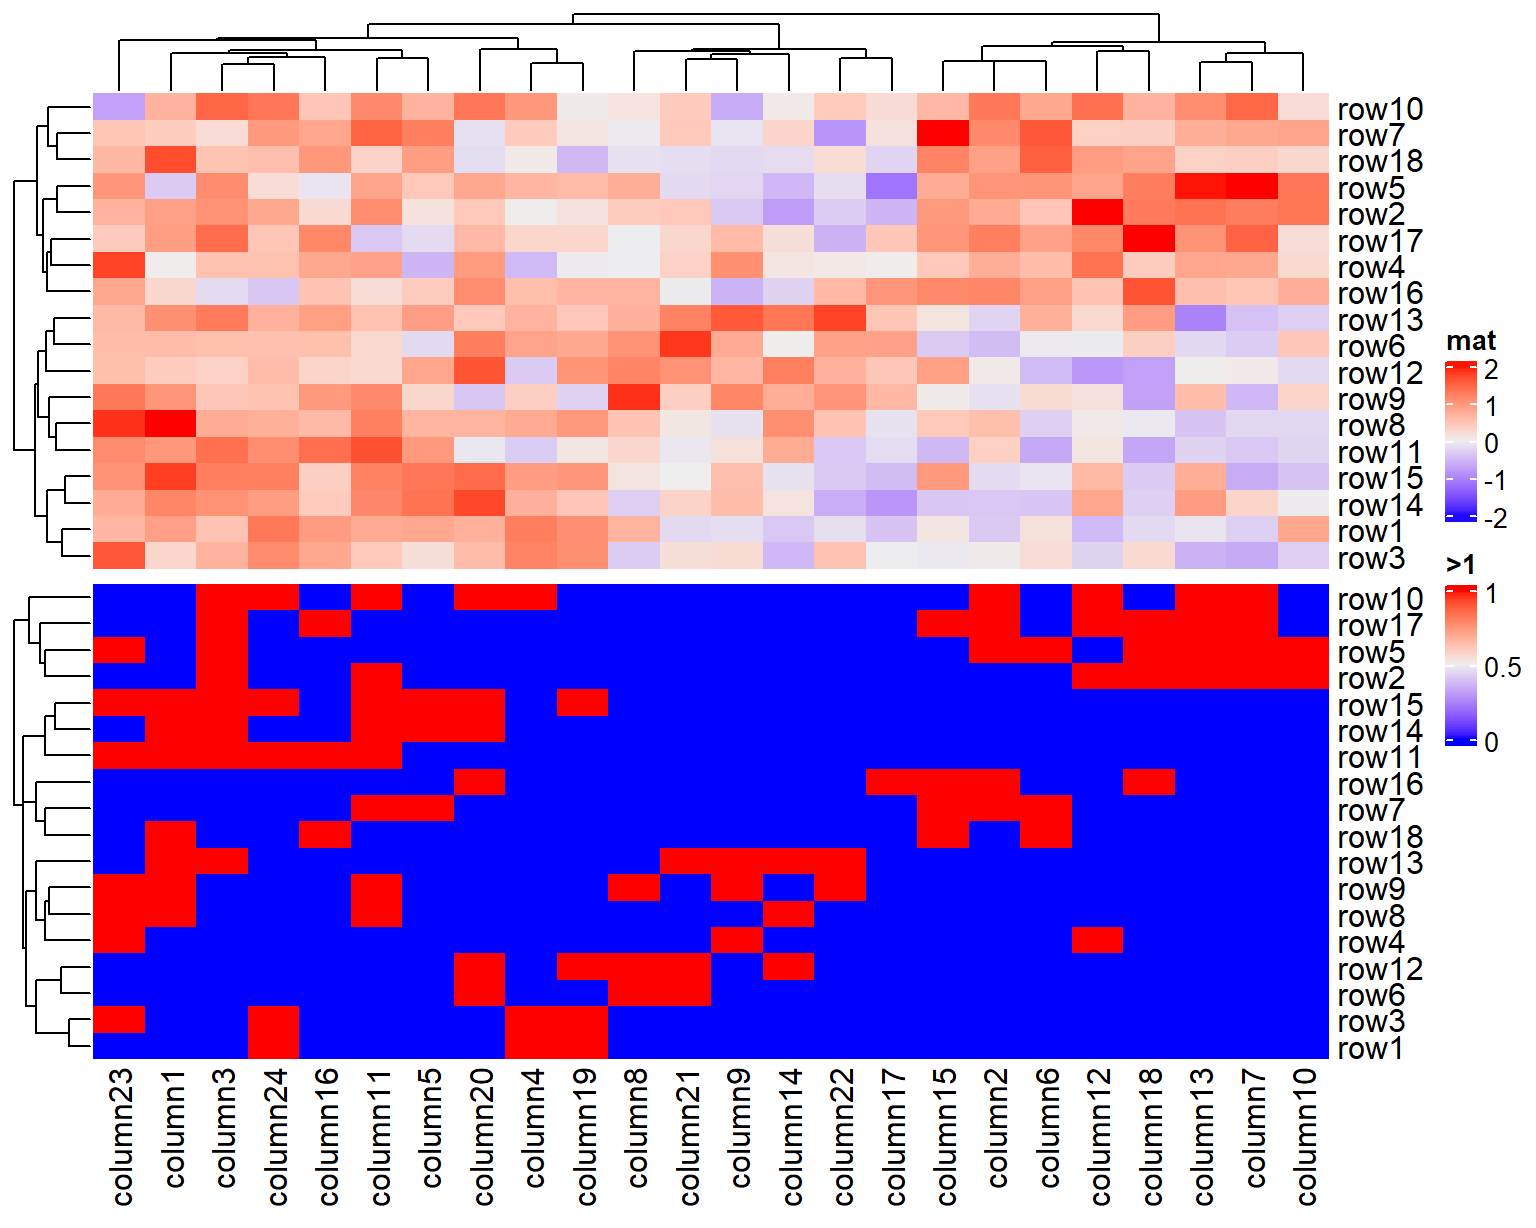 row10
row7
row18
row5
row2
row17
row4
row16
row13
row6
row12
row9
row8
row11
row15
row14
row1
row3
mat
2
1
0
-1
-2
>1
1
0.5
0
row10
row17
row5
row2
row15
row14
row11
row16
row7
row18
row13
row9
row8
row4
row12
row6
row3
row1
column23
column1
column3
column24
column16
column11
column5
column20
column4
column19
column8
column21
column9
column14
column22
column17
column15
column2
column6
column12
column18
column13
column7
column10